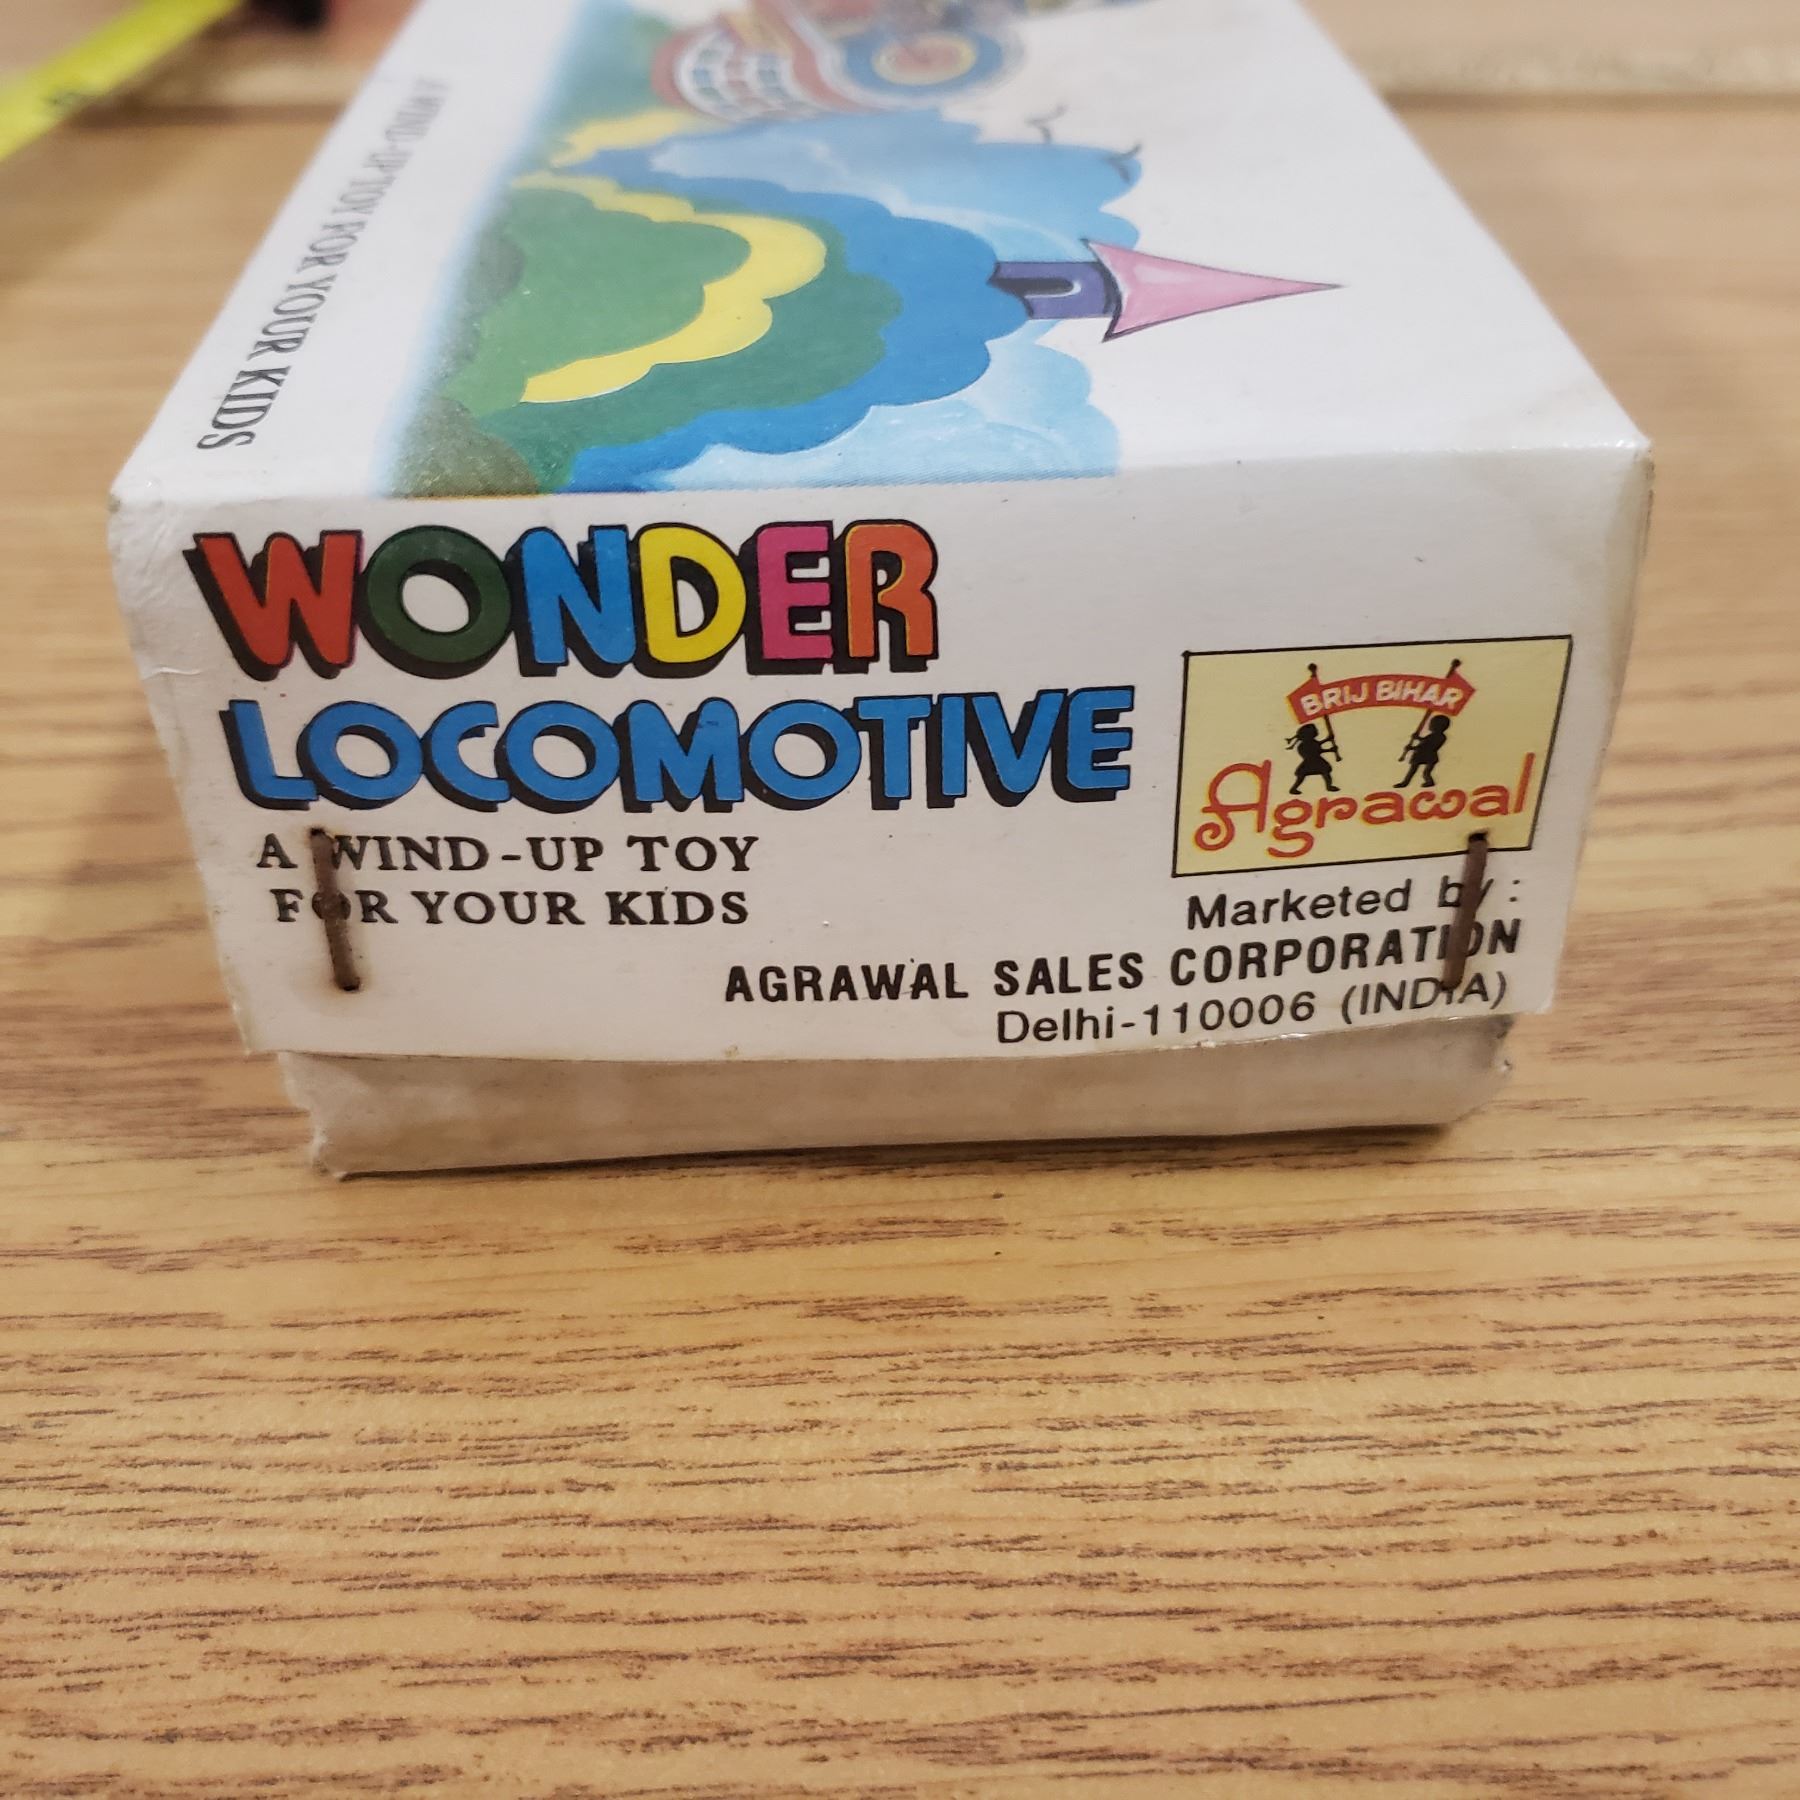 A WIND-UP TOY FOR YOUR KIDS
WONDER
LOCOMOTIVE
A WIND-UP TOY
FOR YOUR KIDS
BRIJ BIHAR
Agrawal
Marketed by :
AGRAWAL SALES CORPORATION
Delhi-110006 (INDIA)